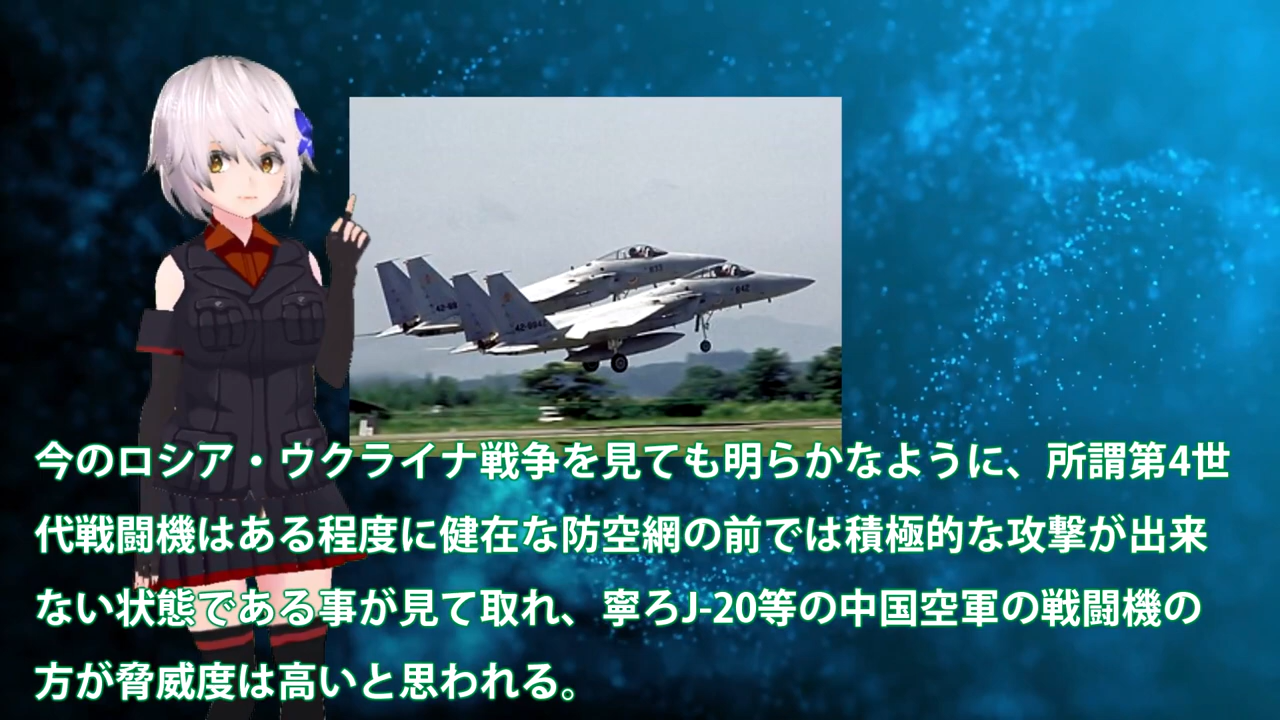 今のロシア・ウクライナ戦争を見ても明らかなように、所謂第4世
代戦闘機はある程度に健在な防空網の前では積極的な攻撃が出来
ない状態である事が見て取れ、寧ろJ-20等の中国空軍の戦闘機の
方が脅威度は高いと思われる。